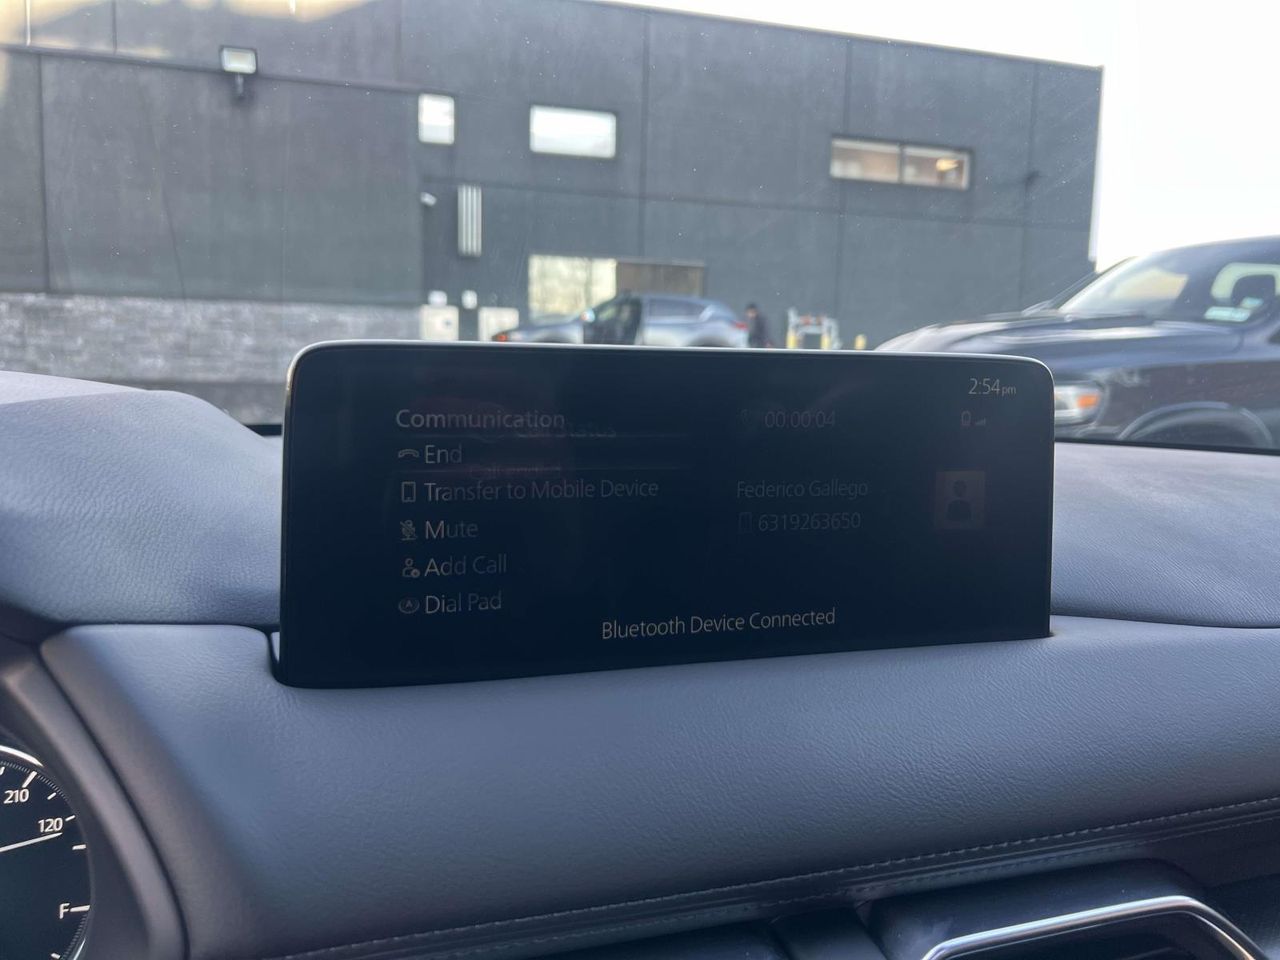 2:54pm
Communication
00:00:04
End
Transfer to Mobile Device
Federico Gallego
6319263650
Mute
Add Call
Dial Pad
Bluetooth Device Connected
210
120
F